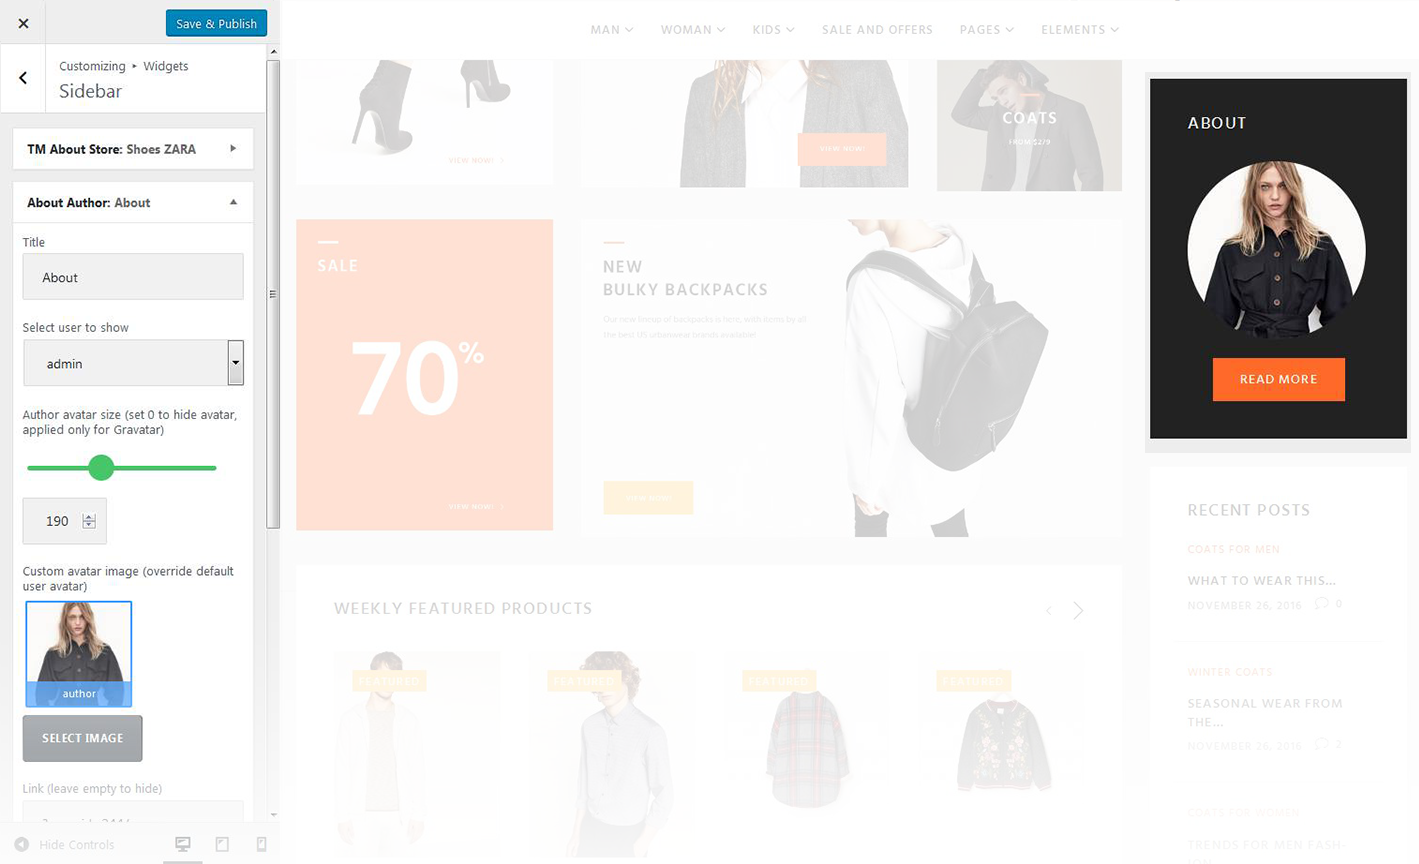 Save & Publish
Customizing ▸ Widgets
Sidebar
TM About Store: Shoes ZARA
About Author: About
Title
About
Select user to show
admin
Author avatar size (set 0 to hide avatar,
applied only for Gravatar)
190
Custom avatar image (override default
user avatar)
author
SELECT IMAGE
Link (leave empty to hide)
Hide Controls
MAN
WOMAN
KIDS
SALE AND OFFERS
PAGES
ELEMENTS
VIEW NOW!
VIEW NOW!
COATS
FROM $279
SALE
70%
VIEW NOW!
NEW
BULKY BACKPACKS
Our new lineup of backpacks is here, with items by all
the best US urbanwear brands available!
VIEW NOW!
WEEKLY FEATURED PRODUCTS
FEATURED
FEATURED
FEATURED
FEATURED
ABOUT
READ MORE
RECENT POSTS
COATS FOR MEN
WHAT TO WEAR THIS...
NOVEMBER 26, 2016 0
WINTER COATS
SEASONAL WEAR FROM
THE...
NOVEMBER 26, 2016 2
COATS FOR WOMEN
TRENDS FOR MEN FASH-